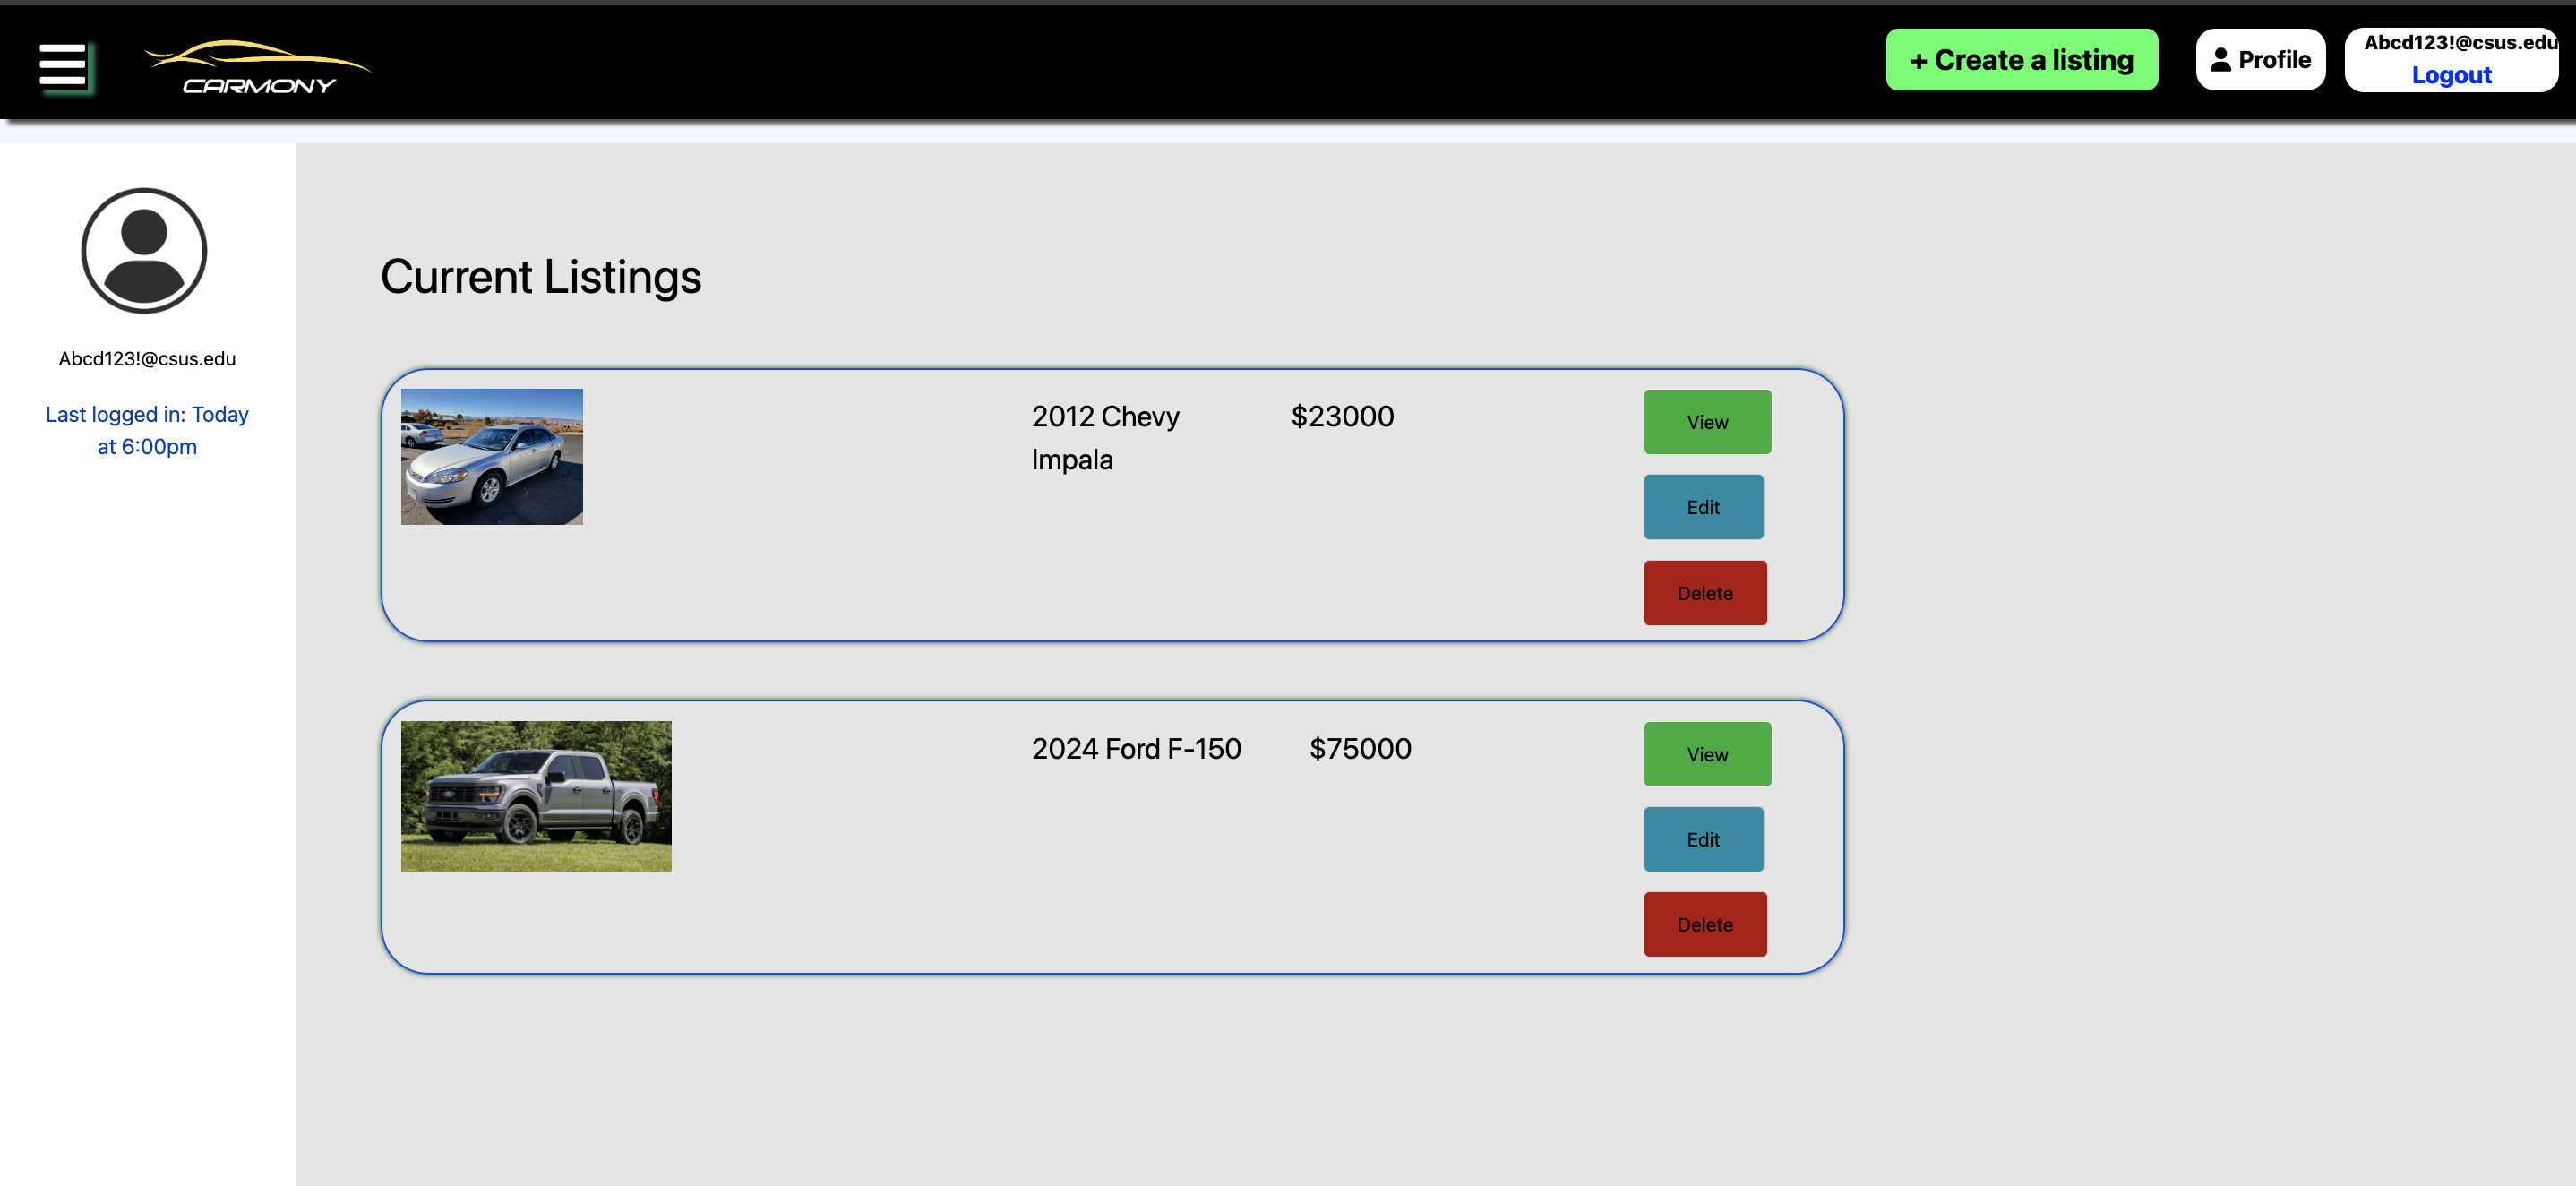 CARMONY
+ Create a listing
Profile
Abcd123!@csus.edu
Logout
Abcd123!@csus.edu
Last logged in: Today
at 6:00pm
Current Listings
2012 Chevy
Impala
$23000
View
Edit
Delete
2024 Ford F-150
$75000
View
Edit
Delete